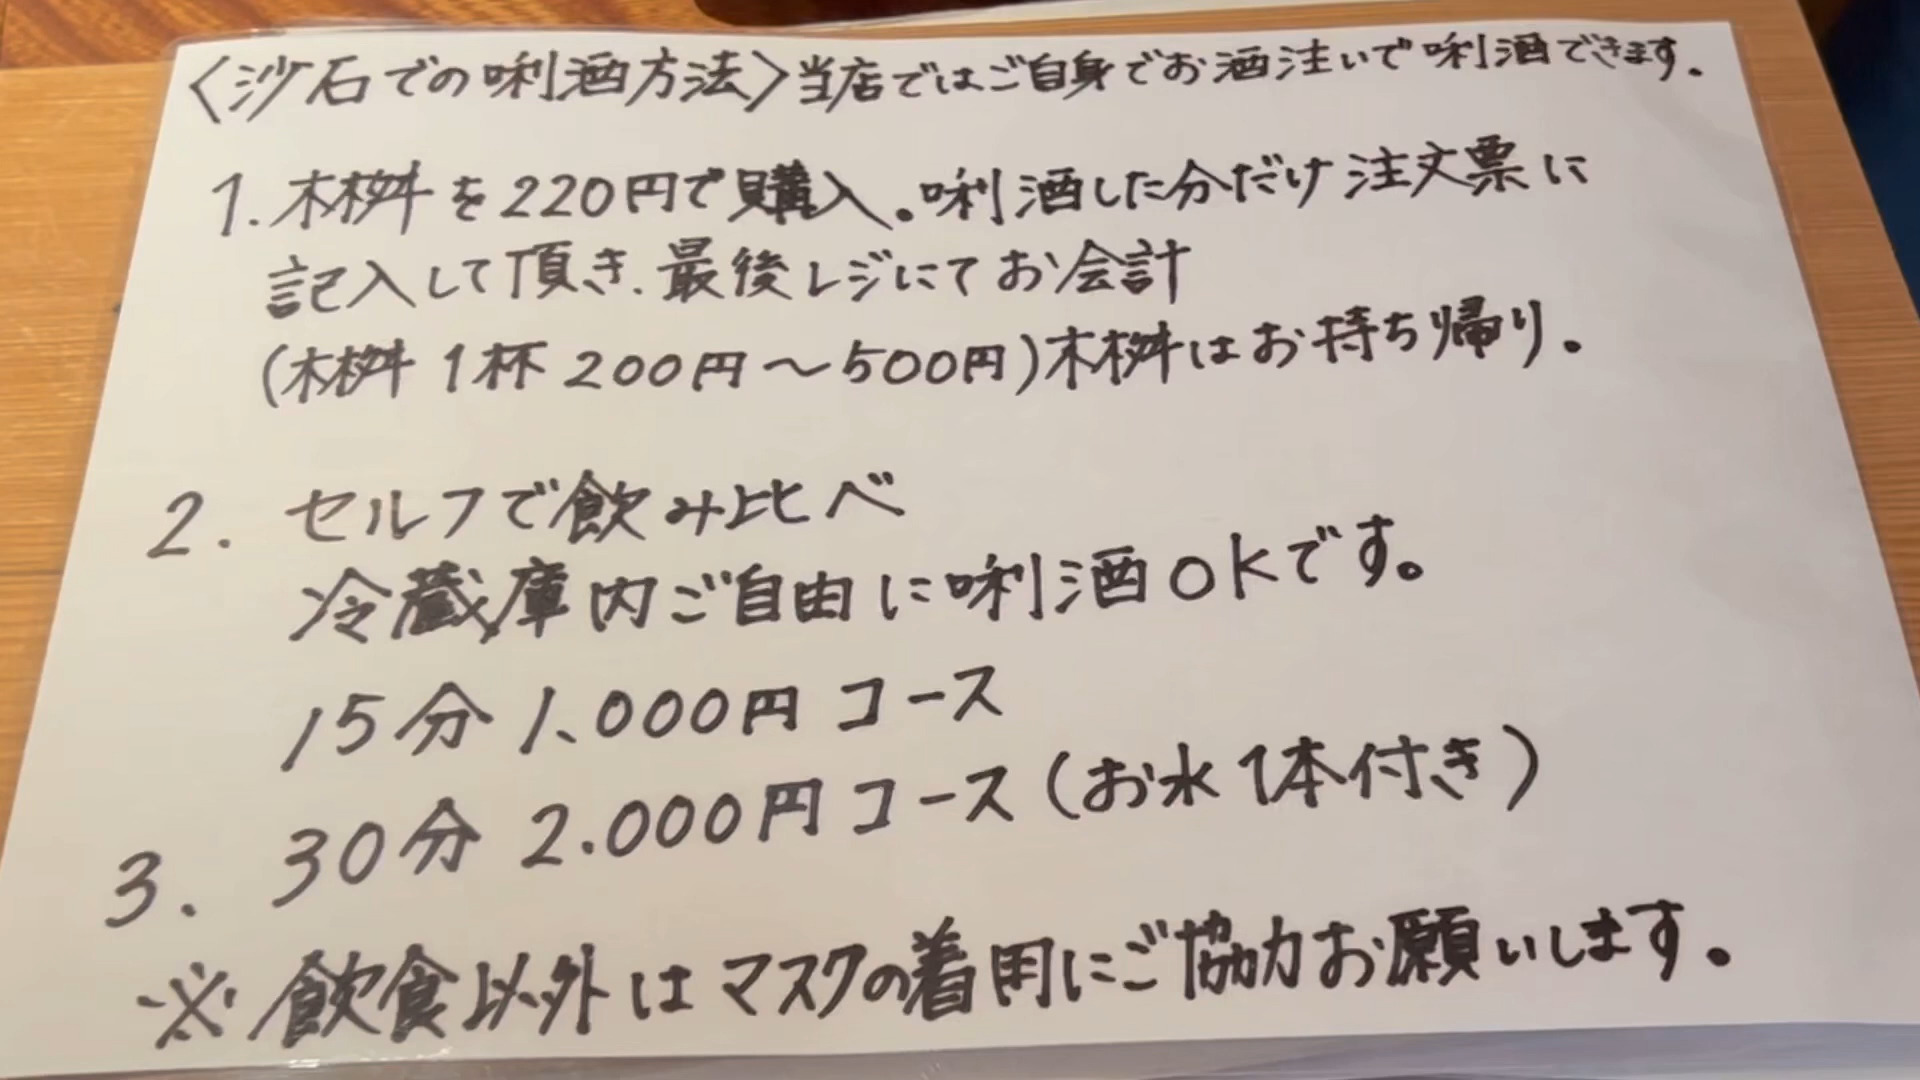 〈沙石での唎酒方法〉当店ではご自身でお酒注いで唎酒できます。
1.木桝を220円で購入。唎酒した分だけ注文票に
記入して頂き、最後レジにてお会計
(木桝1杯200円～500円)木桝はお持ち帰り。
2.セルフで飲み比べ
冷蔵庫内ご自由に唎酒OKです。
15分1,000円コース
3.30分2.000円コース(お水1本付き)
※飲食以外はマスクの着用にご協力お願いします。